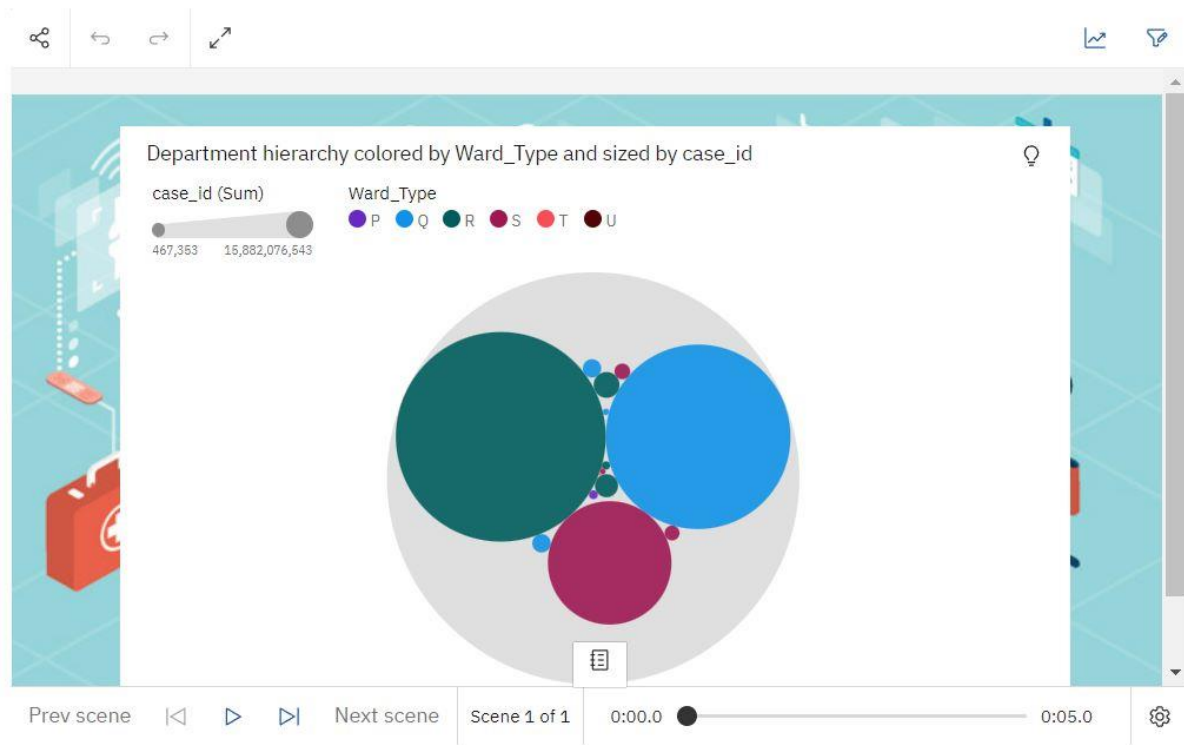 Department hierarchy colored by Ward_Type and sized by case_id
case_id (Sum)
467,353 15,882,076,543
Ward_Type
P Q R S T U
Prev scene Next scene Scene 1 of 1 0:00.0 0:05.0